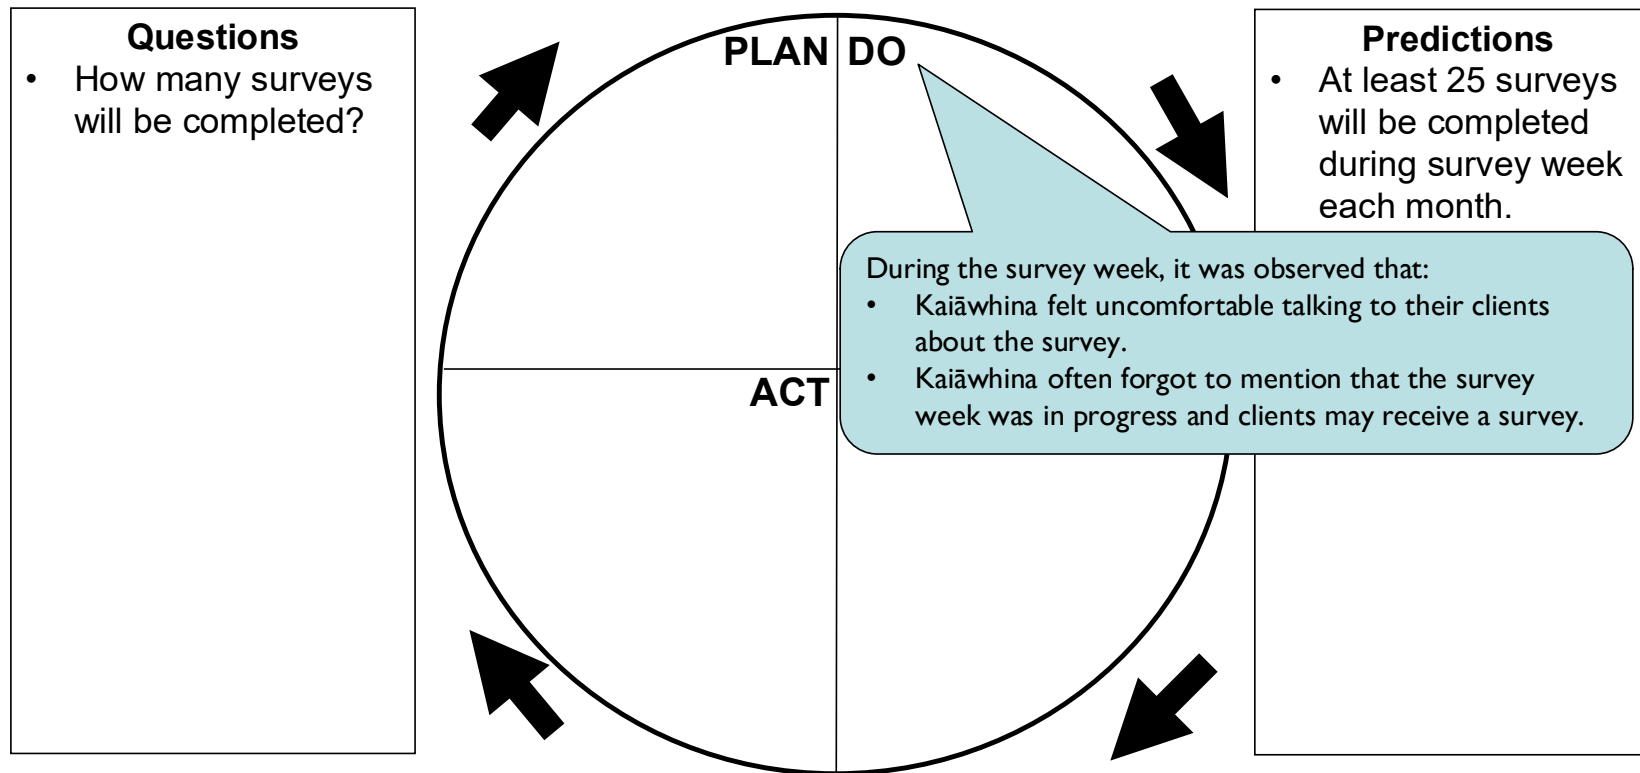 Questions
• How many surveys
will be completed?
PLAN
DO
ACT
Predictions
• At least 25 surveys
will be completed
during survey week
each month.
During the survey week, it was observed that:
• Kaiāwhina felt uncomfortable talking to their clients
about the survey.
• Kaiāwhina often forgot to mention that the survey
week was in progress and clients may receive a survey.